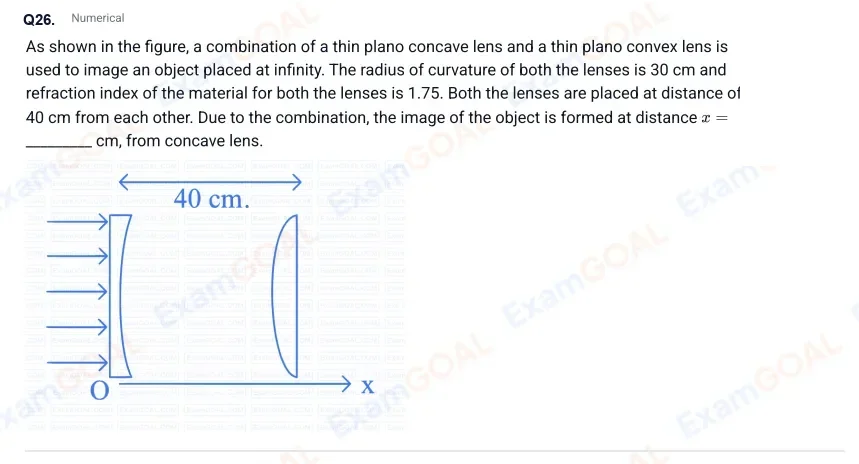 Q26. Numerical
As shown in the figure, a combination of a thin plano concave lens and a thin plano convex lens is
used to image an object placed at infinity. The radius of curvature of both the lenses is 30 cm and
refraction index of the material for both the lenses is 1.75. Both the lenses are placed at distance of
40 cm from each other. Due to the combination, the image of the object is formed at distance x =
________ cm, from concave lens.
40 cm.
O
x
ExamGOAL
ExamGOAL
ExamGOAL
ExamGOAL